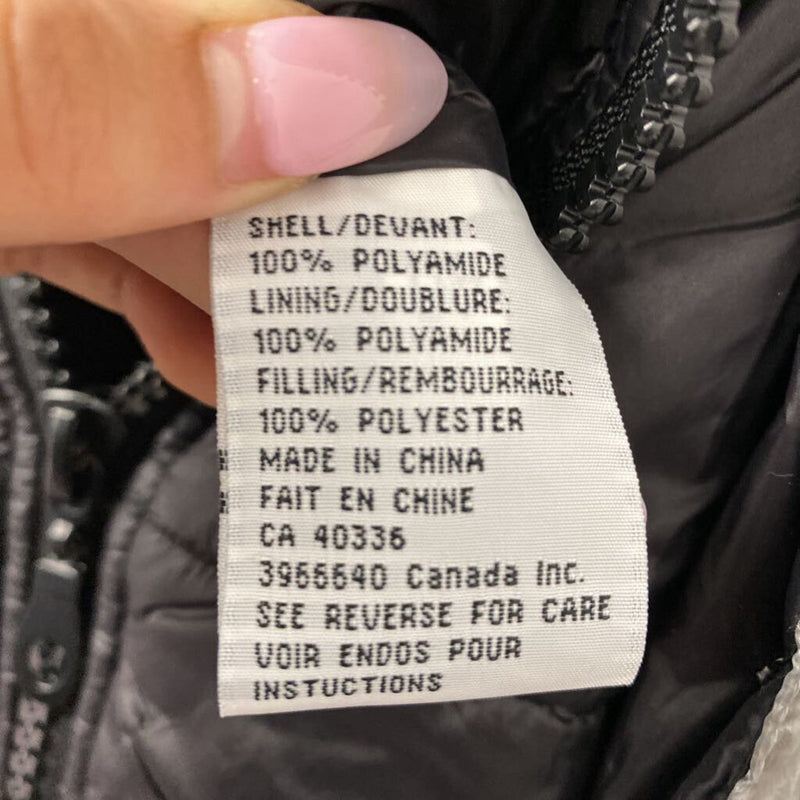 SHELL/DEVANT:
100% POLYAMIDE
LINING/DOUBLURE:
100% POLYAMIDE
FILLING/REMBOURRAGE:
100% POLYESTER
MADE IN CHINA
FAIT EN CHINE
CA 40336
3966640 Canada Inc.
SEE REVERSE FOR CARE
VOIR ENDOS POUR
INSTUCTIONS